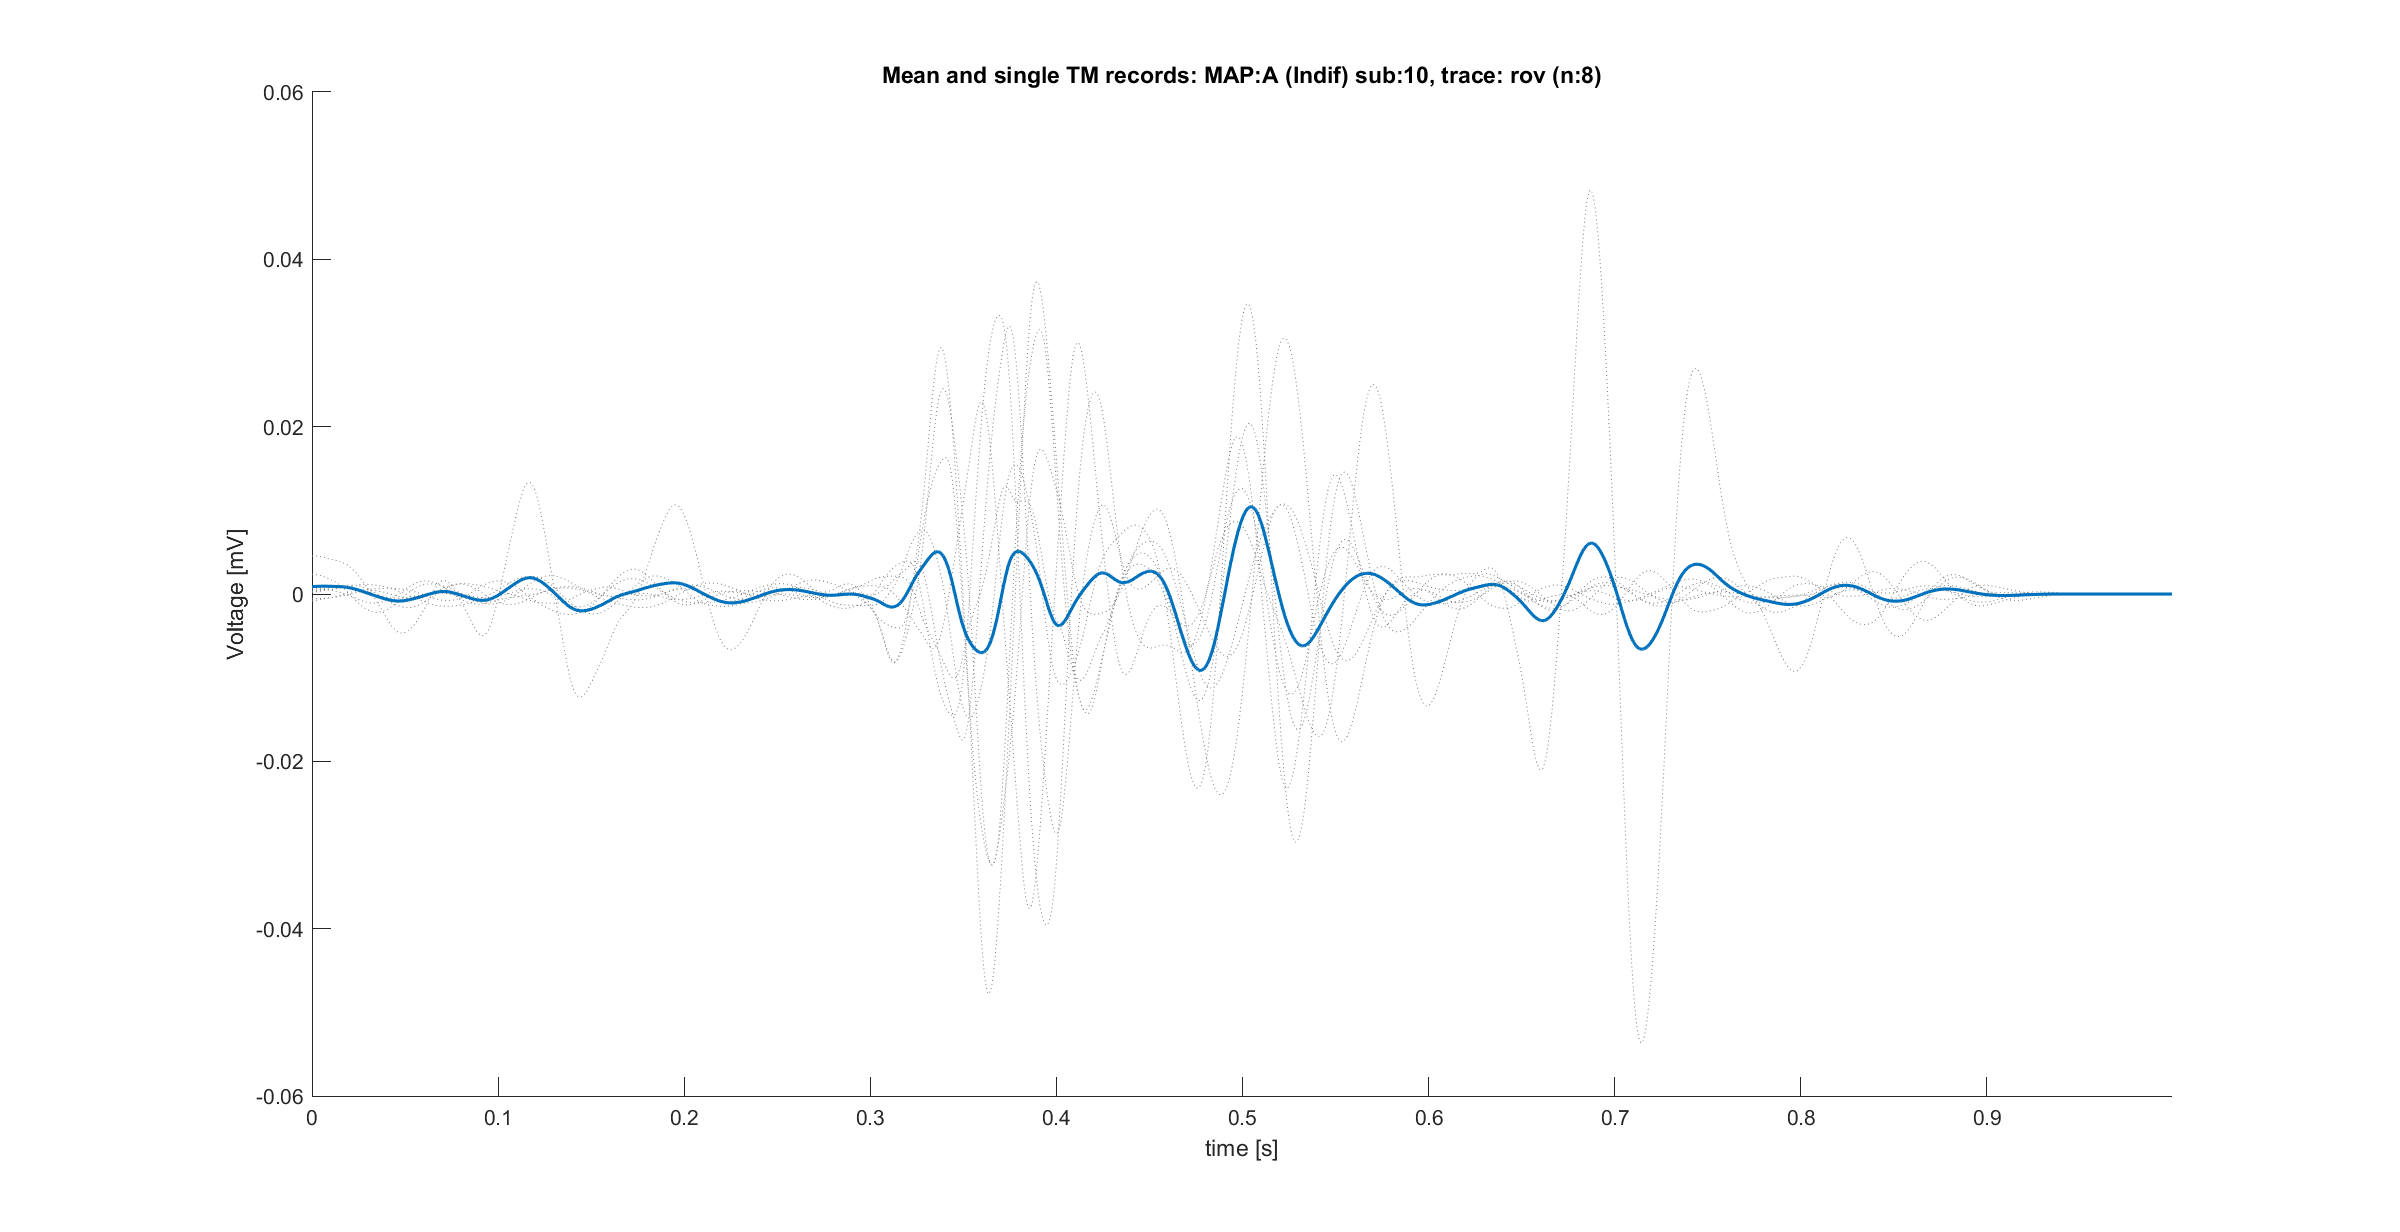 Mean and single TM records: MAP:A (Indif) sub:10, trace: rov (n:8)
0.06
0.04
0.02
0
-0.02
-0.04
-0.06
Voltage [mV]
0 0.1 0.2 0.3 0.4 0.5 0.6 0.7 0.8 0.9
time [s]